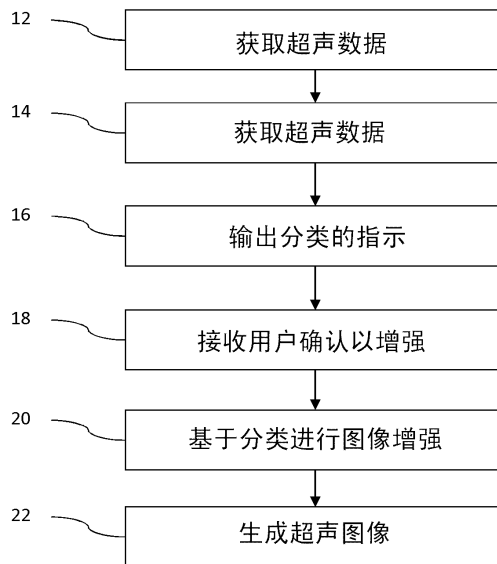 12
获取超声数据
14
获取超声数据
16
输出分类的指示
18
接收用户确认以增强
20
基于分类进行图像增强
22
生成超声图像